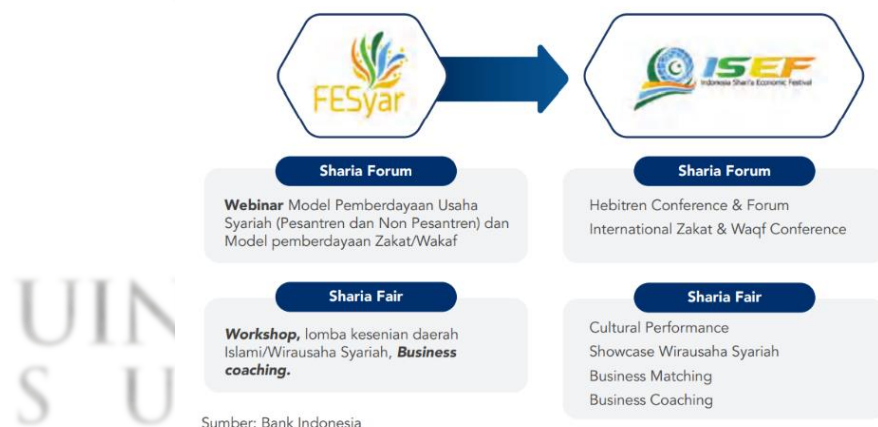 FESyar
ISEF
Indonesia Shari'a Economic Festival
Sharia Forum
Webinar Model Pemberdayaan Usaha
Syariah (Pesantren dan Non Pesantren) dan
Model pemberdayaan Zakat/Wakaf
Sharia Fair
Workshop, lomba kesenian daerah
Islami/Wirausaha Syariah, Business
coaching.
Sharia Forum
Hebitren Conference & Forum
International Zakat & Waqf Conference
Sharia Fair
Cultural Performance
Showcase Wirausaha Syariah
Business Matching
Business Coaching
Sumber: Bank Indonesia
UIN
S U